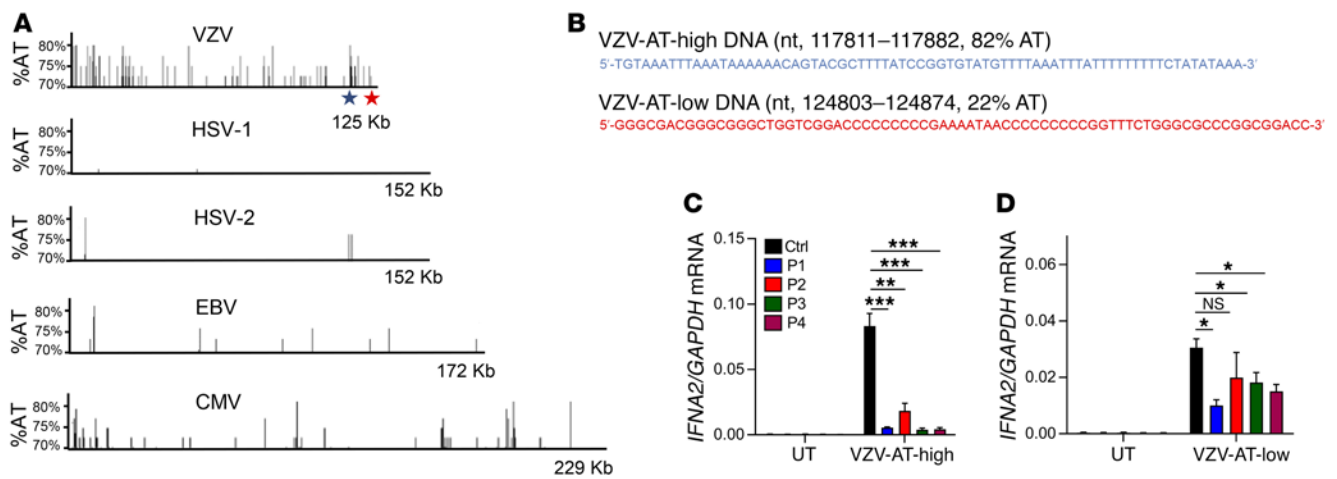 A
VZV
%AT
80%
75%
70%
125 Kb
HSV-1
%AT
80%
75%
70%
152 Kb
HSV-2
%AT
80%
75%
70%
152 Kb
EBV
%AT
80%
75%
70%
172 Kb
CMV
%AT
80%
75%
70%
229 Kb
B
VZV-AT-high DNA (nt, 117811–117882, 82% AT)
5′-TGTAAATTTAAATAAAAAACAGTACGCTTTTATCCGGTGTATGTTTTAAATTTATTTTTTTTTCTATATAAA-3′
VZV-AT-low DNA (nt, 124803–124874, 22% AT)
5′-GGGCGACGGGCGGGCTGGTCGGACCCCCCCCCCGAAAATAACCCCCCCCCCGGTTTCTGGGCGCCCGGCGGACC-3′
C
IFNA2/GAPDH mRNA
0.15
0.10
0.05
0.00
Ctrl
P1
P2
P3
P4
***
***
**
***
UT
VZV-AT-high
D
IFNA2/GAPDH mRNA
0.06
0.04
0.02
0.00
*
*
NS
*
UT
VZV-AT-low